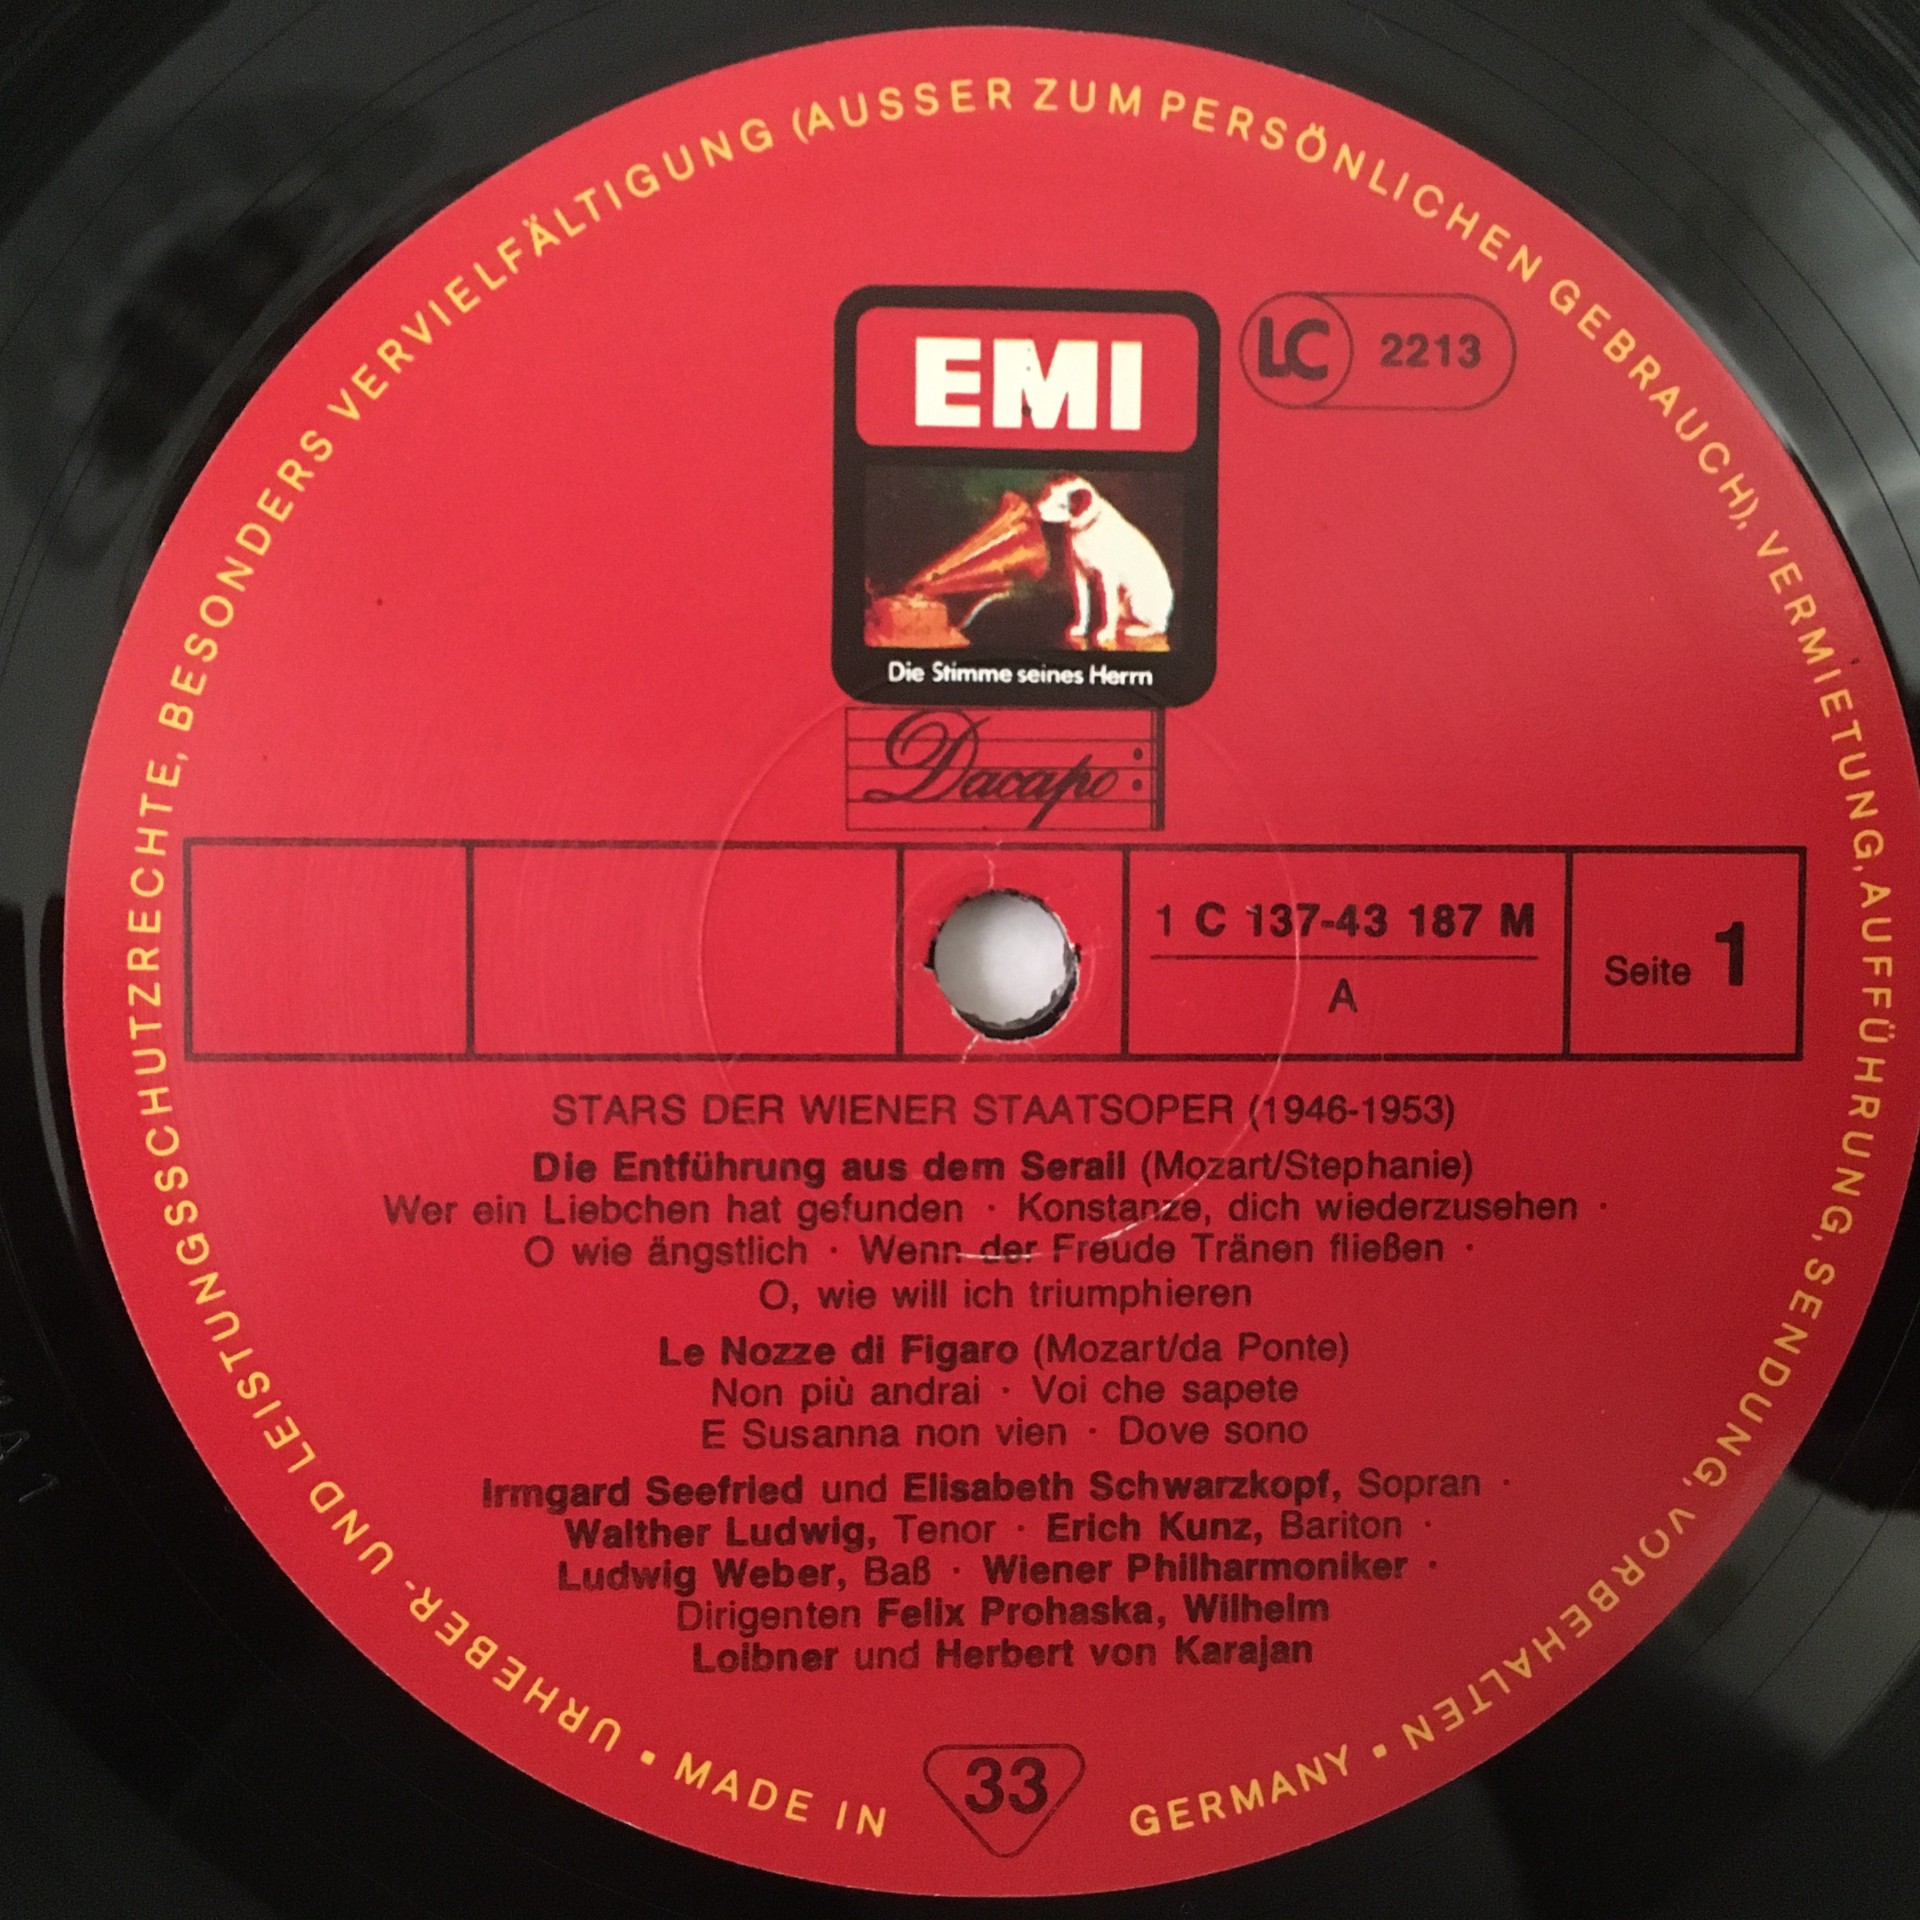 URHEBER- UND LEISTUNGSSCHUTZRECHTE, BESONDERS VERVIELFÄLTIGUNG (AUSSER ZUM PERSÖNLICHEN GEBRAUCH), VERMIETUNG, AUFFÜHRUNG, SENDUNG, VORBEHALTEN
EMI
LC 2213
Die Stimme seines Herrn
Dacapo
1 C 137-43 187 M
A
Seite 1
STARS DER WIENER STAATSOPER (1946-1953)
Die Entführung aus dem Serail (Mozart/Stephanie)
Wer ein Liebchen hat gefunden · Konstanze, dich wiederzusehen ·
O wie ängstlich · Wenn der Freude Tränen fließen ·
O, wie will ich triumphieren
Le Nozze di Figaro (Mozart/da Ponte)
Non più andrai · Voi che sapete
E Susanna non vien · Dove sono
Irmgard Seefried und Elisabeth Schwarzkopf, Sopran ·
Walther Ludwig, Tenor · Erich Kunz, Bariton ·
Ludwig Weber, Baß · Wiener Philharmoniker ·
Dirigenten Felix Prohaska, Wilhelm
Loibner und Herbert von Karajan
33
• MADE IN GERMANY •